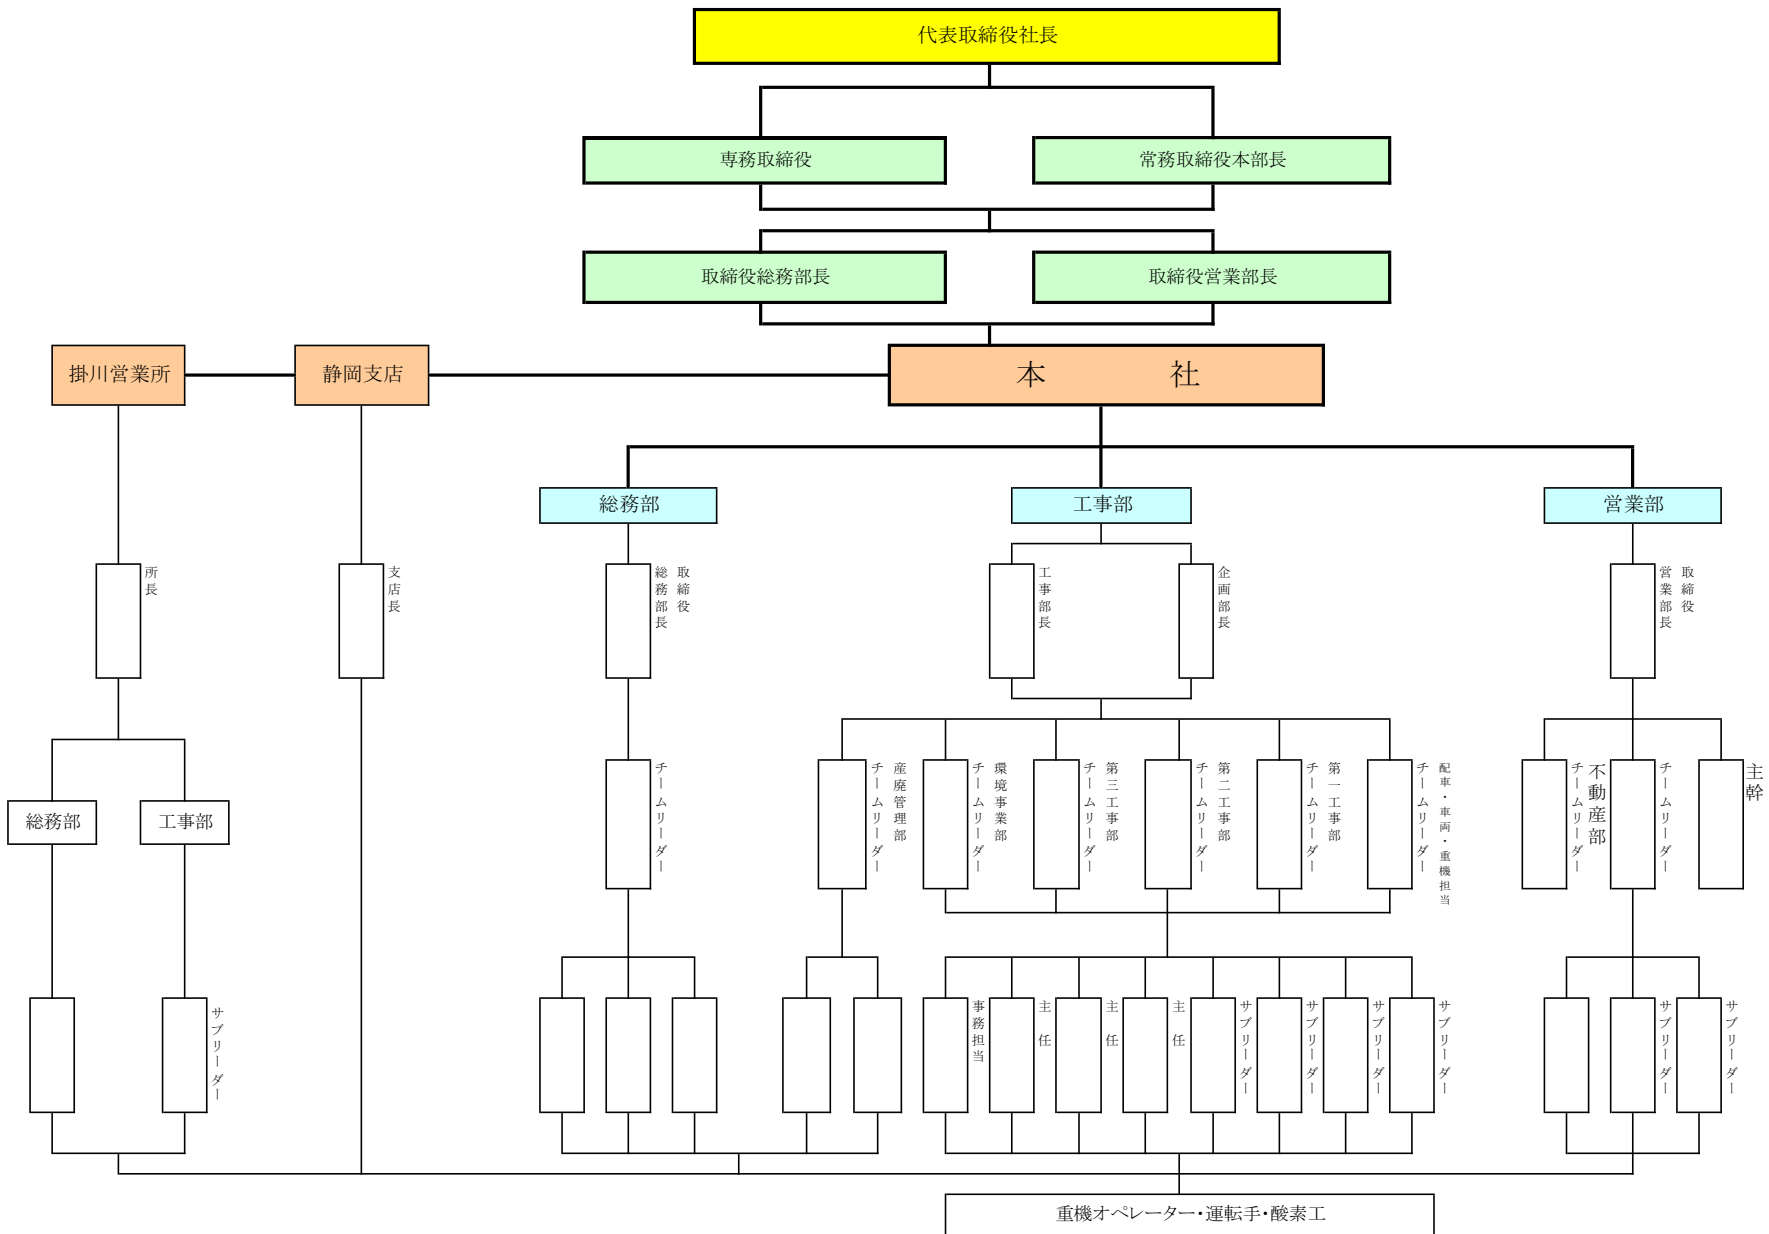 代表取締役社長
専務取締役
常務取締役本部長
取締役総務部長
取締役営業部長
掛川営業所
静岡支店
本　社
総務部
工事部
営業部
所長
支店長
取締役
総務部長
工事部長
企画部長
取締役
営業部長
総務部
工事部
チームリーダー
産廃管理部
チームリーダー
環境事業部
チームリーダー
第三工事部
チームリーダー
第二工事部
チームリーダー
第一工事部
チームリーダー
配車・車両・重機担当
チームリーダー
不動産部
チームリーダー
チームリーダー
主幹
サブリーダー
事務担当
主任
主任
主任
サブリーダー
サブリーダー
サブリーダー
サブリーダー
サブリーダー
サブリーダー
重機オペレーター・運転手・酸素工